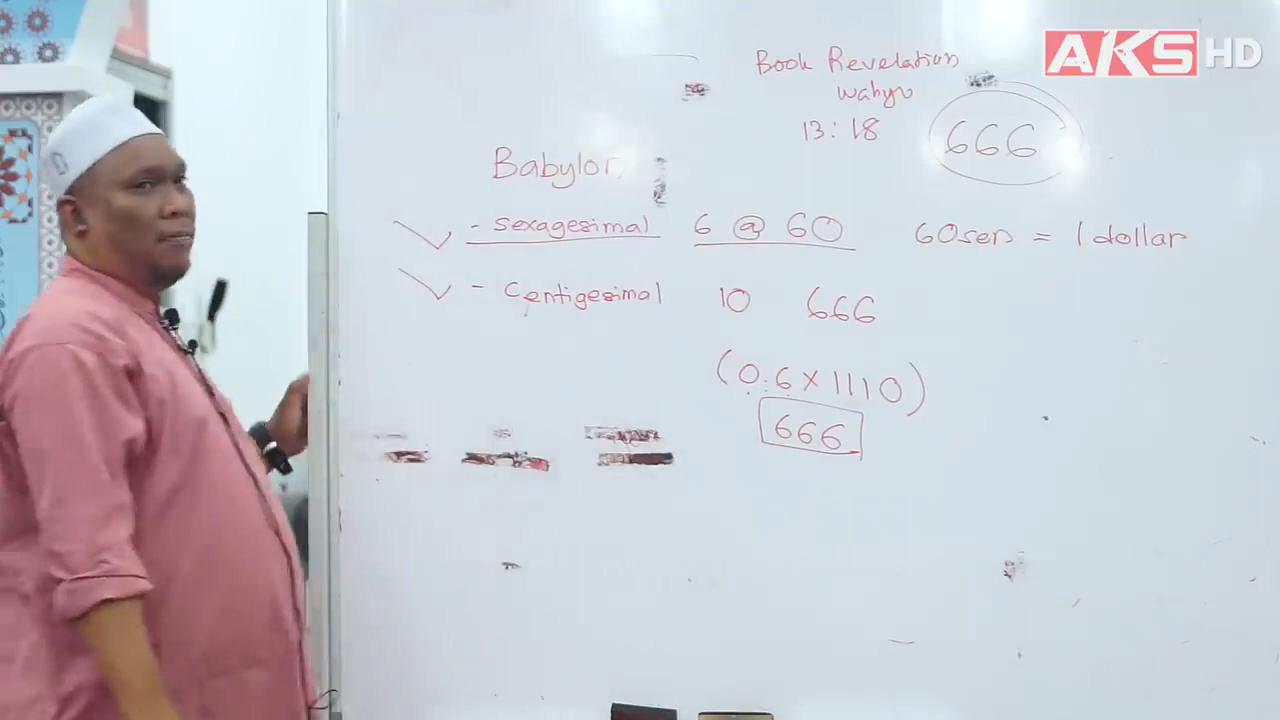 AKS HD
Book Revelation
wahyu
13:18
666
Babylon
- sexagesimal 6 @ 60 60sen = 1 dollar
- Centigesimal 10 666
(0.6 x 1110)
666